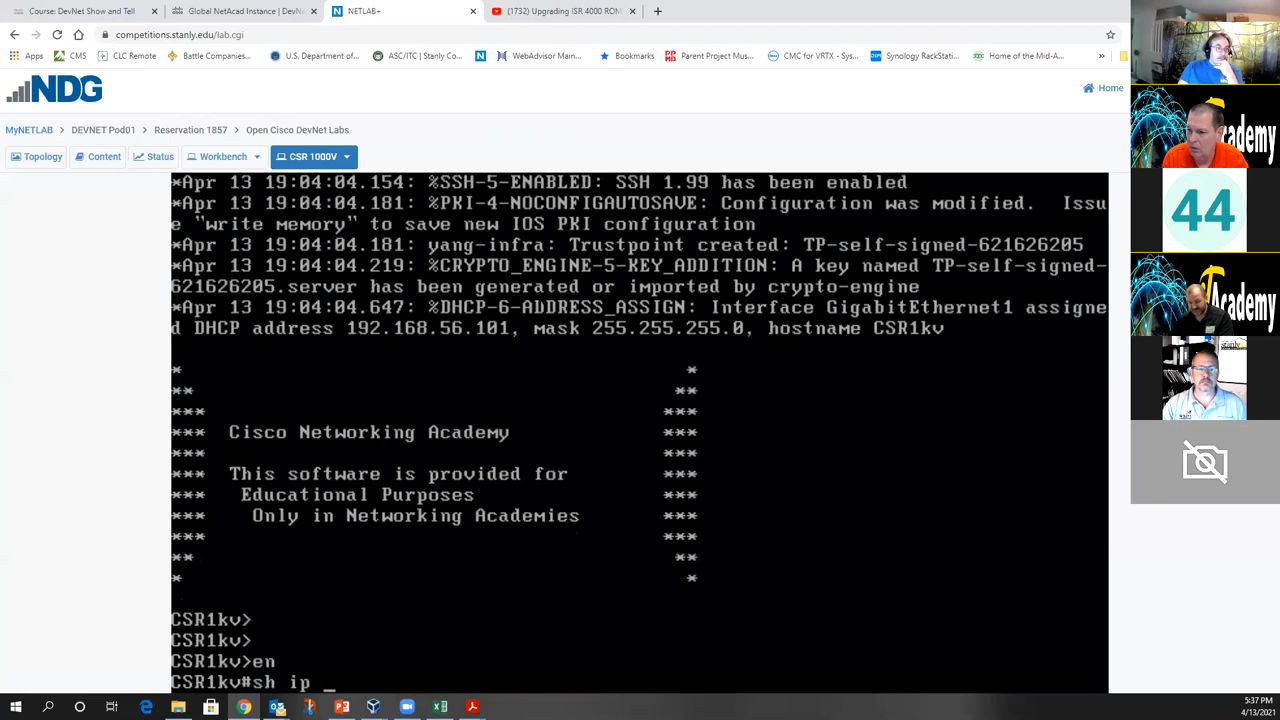 Course: DevNet Show and Tell
Global NetAcad Instance | DevN
NETLAB+
(1732) Upgrading ISR 4000 ROM
competitions.stanly.edu/lab.cgi
Apps
CMS
CLC Remote
Battle Companies...
U.S. Department of...
ASC/ITC | Stanly Co...
WebAdvisor Main...
Bookmarks
Parent Project Mus...
CMC for VRTX - Sys...
Synology RackStati...
Home of the Mid-A...
»
NDG
Home
MyNETLAB > DEVNET Pod01 > Reservation 1857 > Open Cisco DevNet Labs
Topology
Content
Status
Workbench
CSR 1000V
*Apr 13 19:04:04.154: %SSH-5-ENABLED: SSH 1.99 has been enabled
*Apr 13 19:04:04.181: %PKI-4-NOCONFIGAUTOSAVE: Configuration was modified.  Issu
e "write memory" to save new IOS PKI configuration
*Apr 13 19:04:04.181: yang-infra: Trustpoint created: TP-self-signed-621626205
*Apr 13 19:04:04.219: %CRYPTO_ENGINE-5-KEY_ADDITION: A key named TP-self-signed-
621626205.server has been generated or imported by crypto-engine
*Apr 13 19:04:04.647: %DHCP-6-ADDRESS_ASSIGN: Interface GigabitEthernet1 assigne
d DHCP address 192.168.56.101, mask 255.255.255.0, hostname CSR1kv
* *
** **
*** ***
*** Cisco Networking Academy ***
*** ***
*** This software is provided for ***
*** Educational Purposes ***
*** Only in Networking Academies ***
*** ***
** **
* *
CSR1kv>
CSR1kv>
CSR1kv>en
CSR1kv#sh ip _
ademy
44
cademy
5:37 PM
4/13/2021